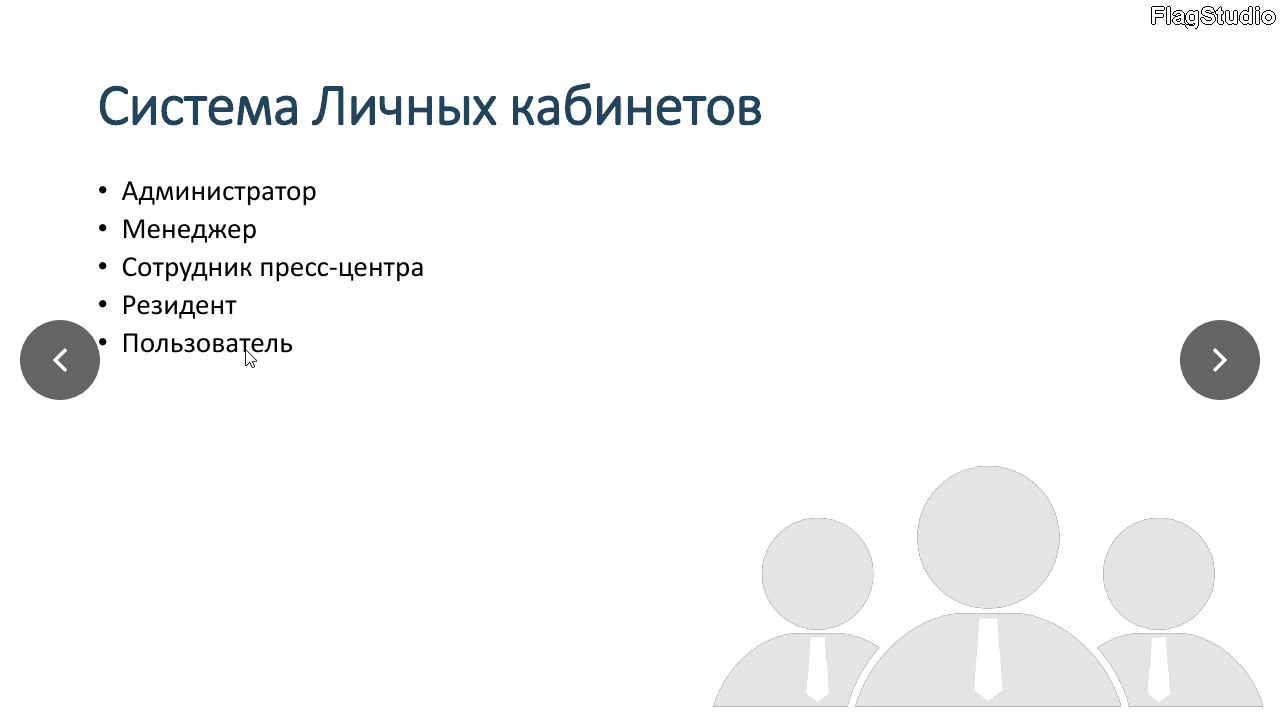 FlagStudio
Система Личных кабинетов
• Администратор
• Менеджер
• Сотрудник пресс-центра
• Резидент
• Пользователь